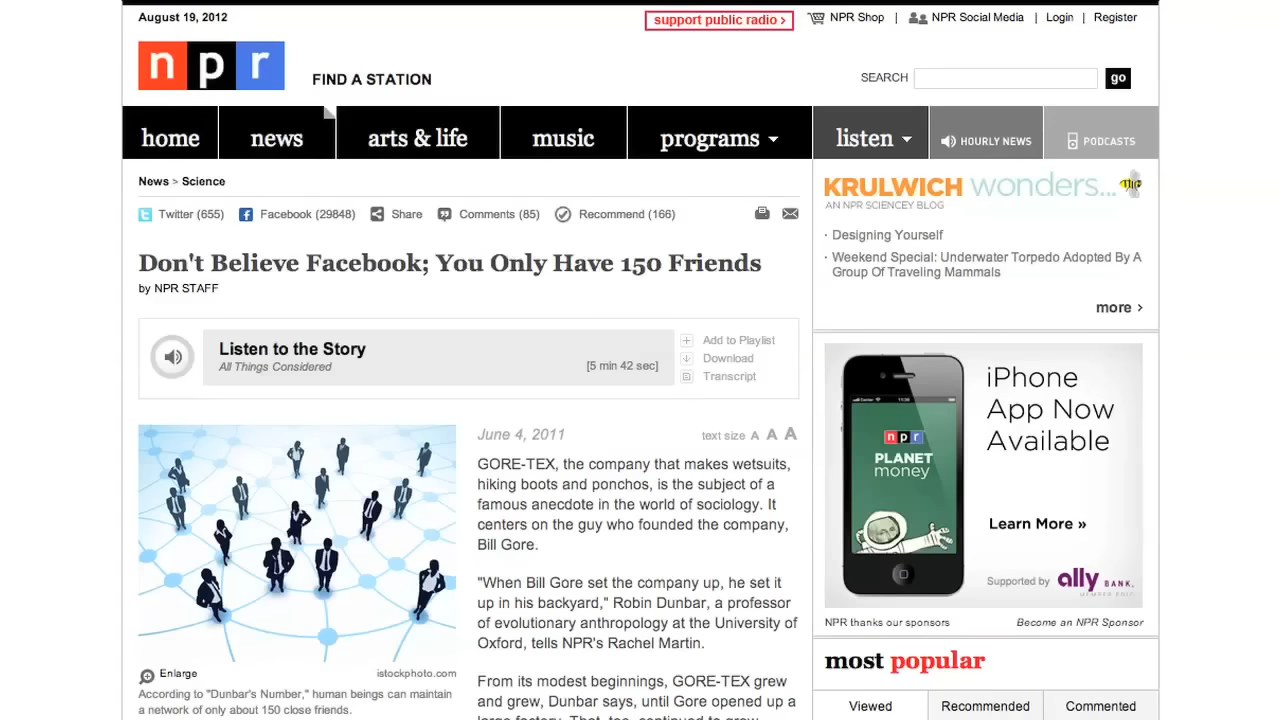 August 19, 2012
support public radio ›
NPR Shop | NPR Social Media | Login | Register
npr
FIND A STATION
SEARCH
go
home
news
arts & life
music
programs
listen
HOURLY NEWS
PODCASTS
News > Science
Twitter (655)
Facebook (29848)
Share
Comments (85)
Recommend (166)
Don't Believe Facebook; You Only Have 150 Friends
by NPR STAFF
Listen to the Story
All Things Considered
[5 min 42 sec]
Add to Playlist
Download
Transcript
June 4, 2011
text size A A A
GORE-TEX, the company that makes wetsuits,
hiking boots and ponchos, is the subject of a
famous anecdote in the world of sociology. It
centers on the guy who founded the company,
Bill Gore.
"When Bill Gore set the company up, he set it
up in his backyard," Robin Dunbar, a professor
of evolutionary anthropology at the University of
Oxford, tells NPR's Rachel Martin.
From its modest beginnings, GORE-TEX grew
and grew, Dunbar says, until Gore opened up a
large factory. That, too, continued to grow.
Enlarge
istockphoto.com
According to "Dunbar's Number," human beings can maintain
a network of only about 150 close friends.
KRULWICH wonders...
AN NPR SCIENCEY BLOG
· Designing Yourself
· Weekend Special: Underwater Torpedo Adopted By A
Group Of Traveling Mammals
more ›
npr
PLANET
money
iPhone
App Now
Available
Learn More »
Supported by ally BANK.
NPR thanks our sponsors
Become an NPR Sponsor
most popular
Viewed
Recommended
Commented